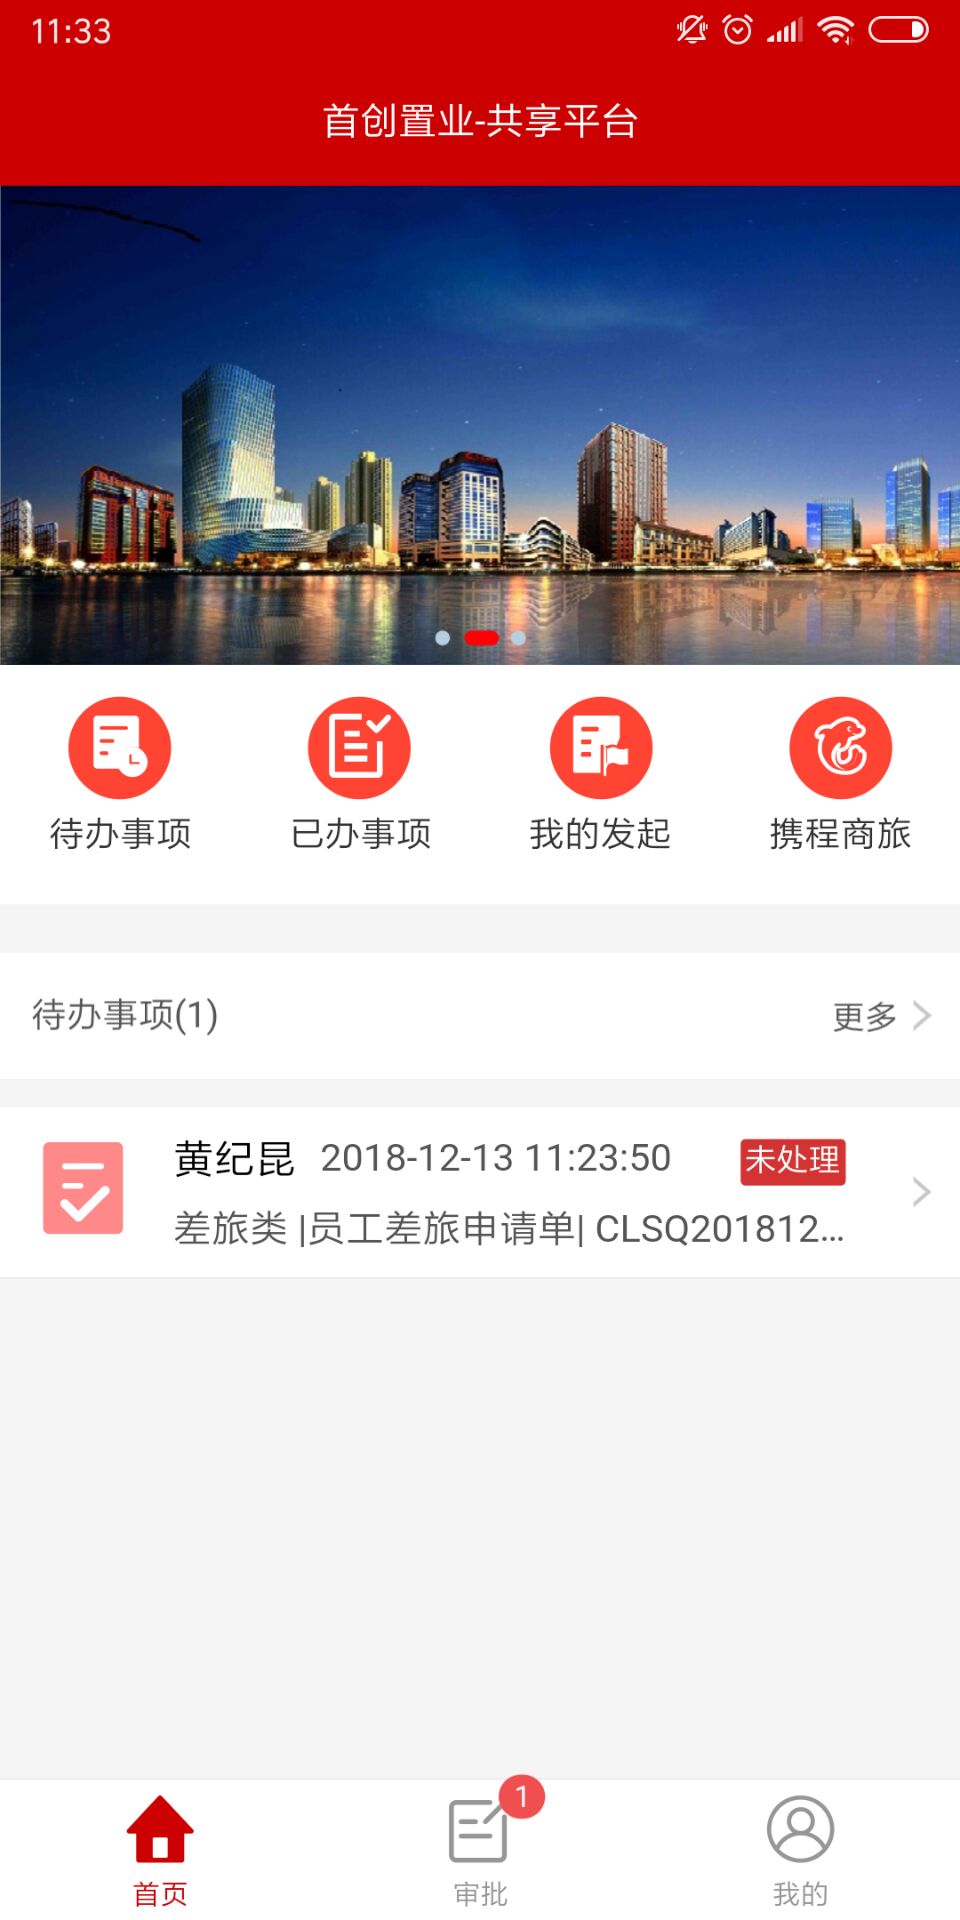 11:33
首创置业-共享平台
待办事项 已办事项 我的发起 携程商旅
待办事项(1) 更多
黄纪昆 2018-12-13 11:23:50 未处理
差旅类 |员工差旅申请单| CLSQ201812...
1
首页 审批 我的